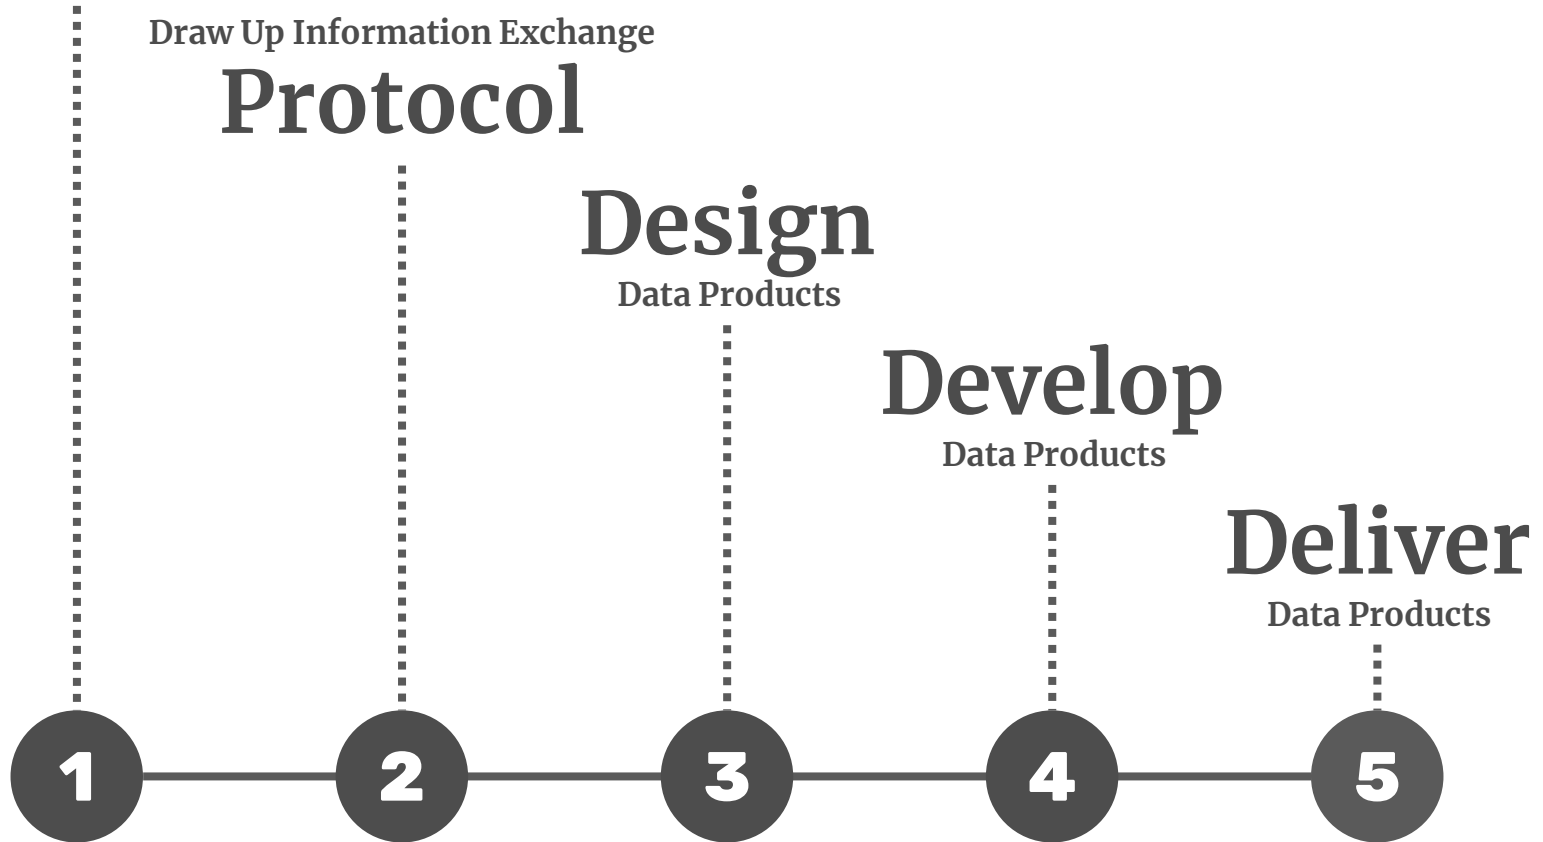 Draw Up Information Exchange
Protocol
Design
Data Products
Develop
Data Products
Deliver
Data Products
1 2 3 4 5